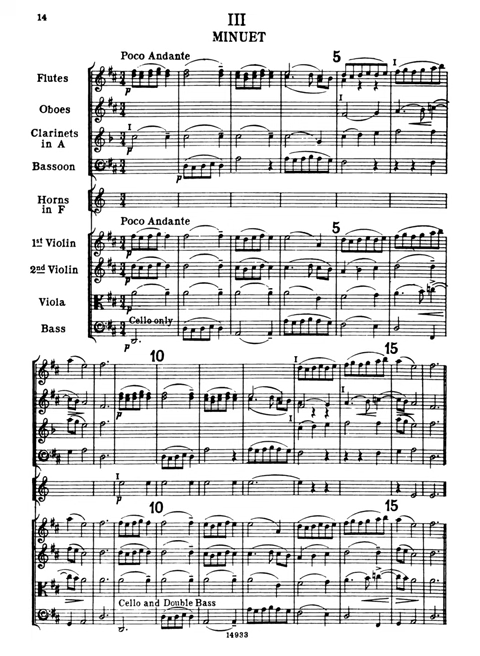 14
III
MINUET
Poco Andante
5
Flutes
p
Oboes
I
Clarinets
in A
I
p
Bassoon
p
Horns
in F
Poco Andante
5
1st Violin
p
2nd Violin
p
Viola
p
Bass
Cello only
p
10
15
I
p
I
I
p
10
15
p
p
p
Cello and Double Bass
p
14933